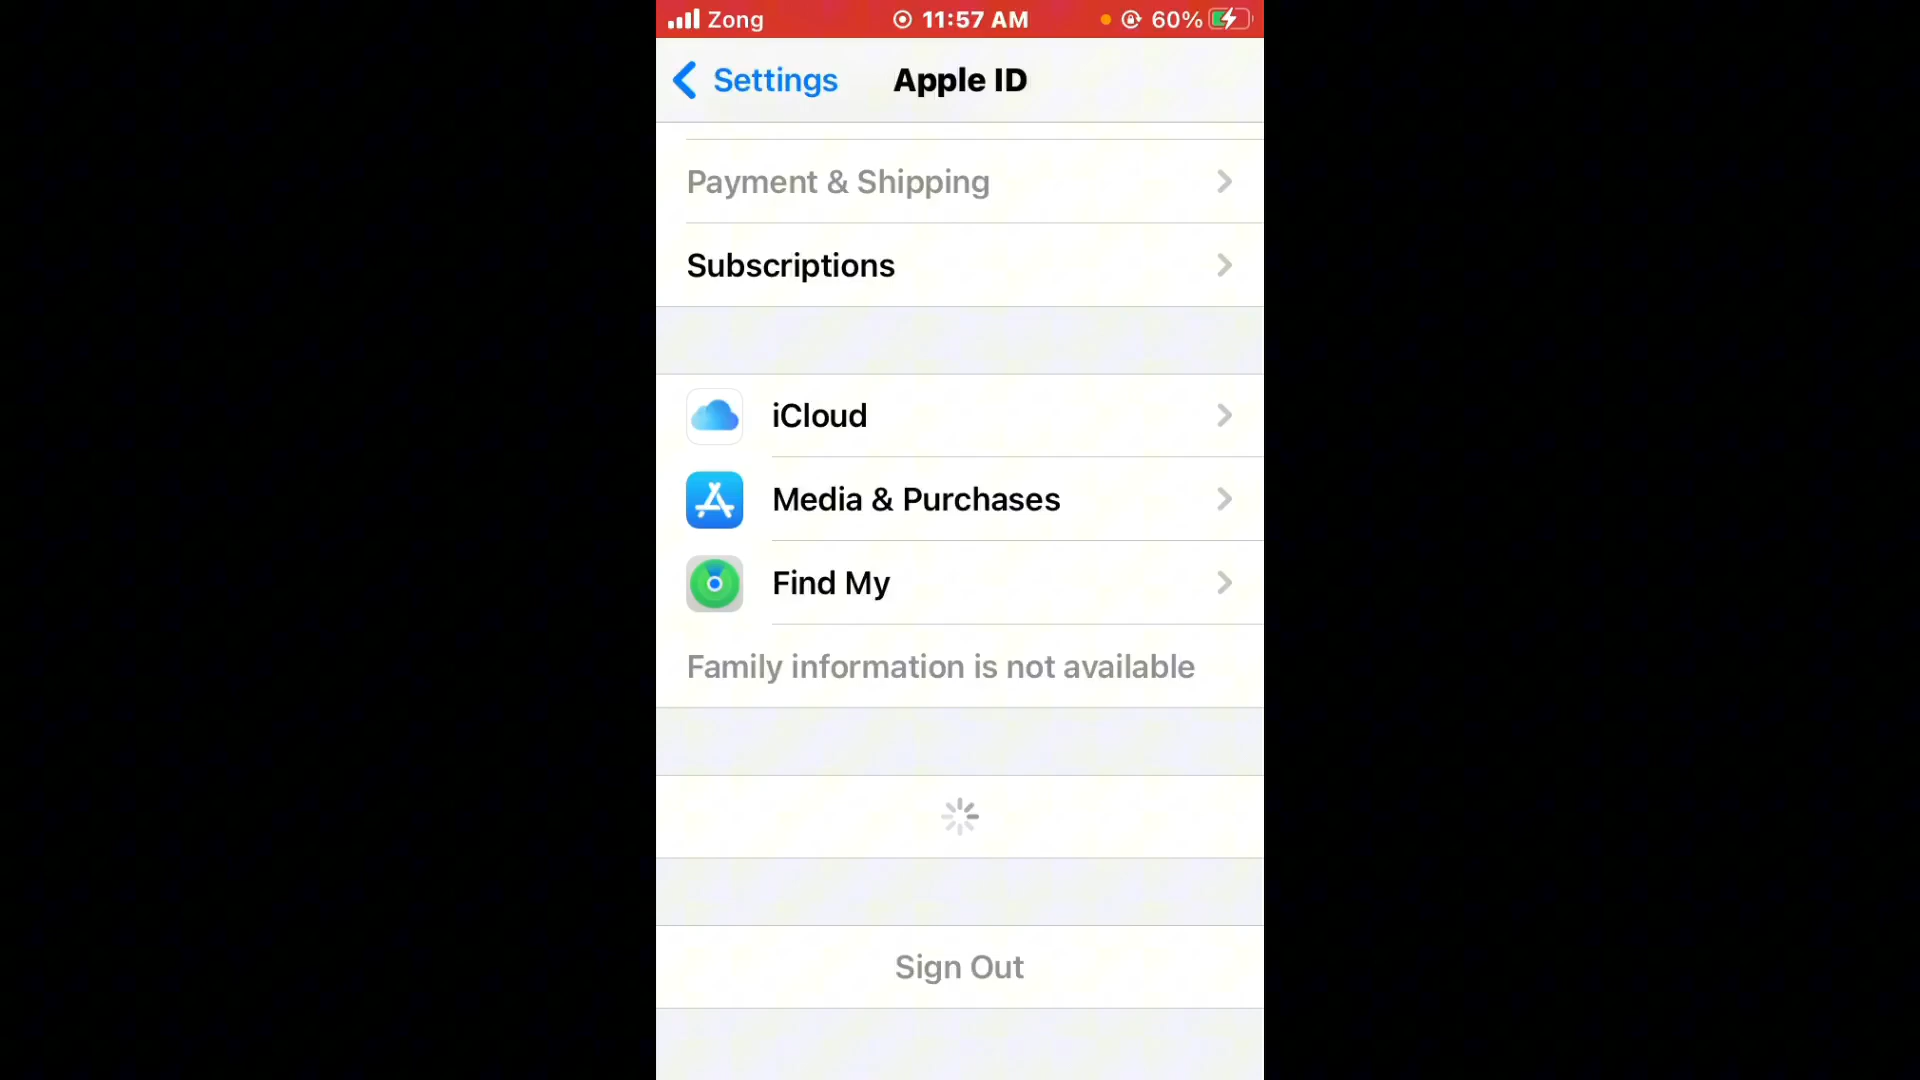 Zong 11:57 AM 60%
Settings Apple ID
Payment & Shipping
Subscriptions
iCloud
Media & Purchases
Find My
Family information is not available
Sign Out